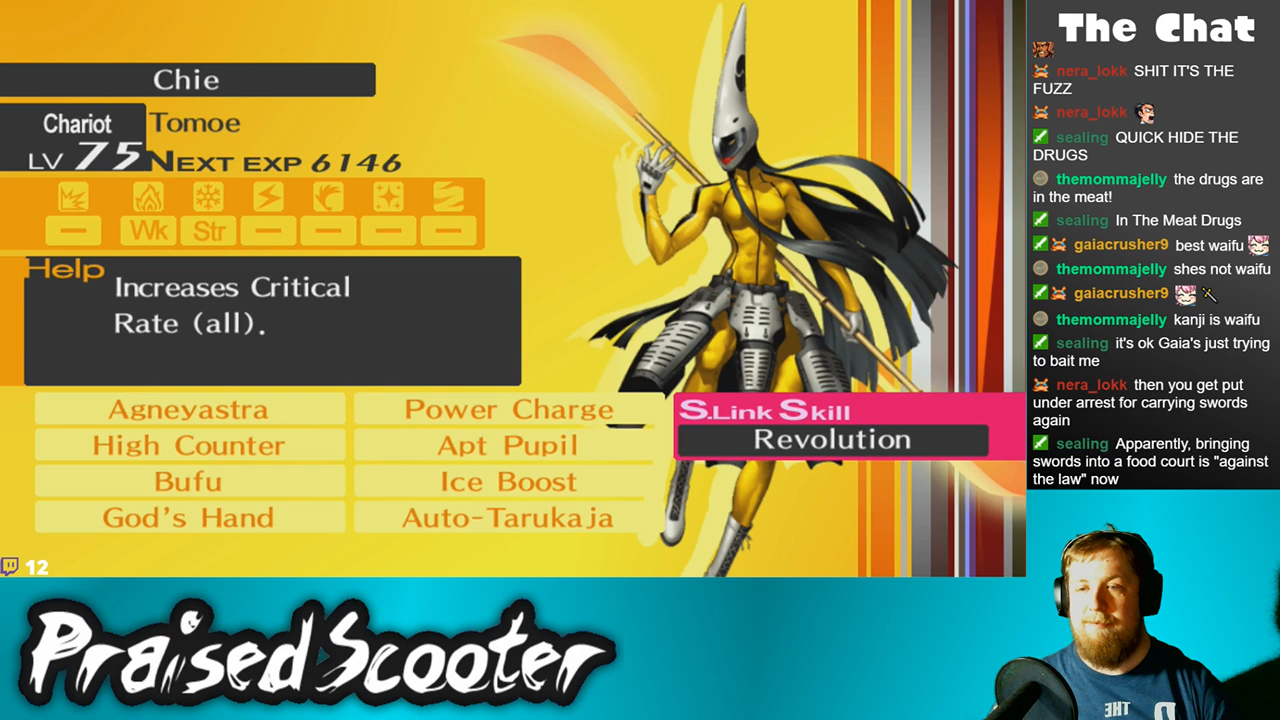 Chie
Chariot
Tomoe
LV 75
NEXT EXP 6146
— Wk Str — — — —
Help
Increases Critical
Rate (all).
Agneyastra
Power Charge
High Counter
Apt Pupil
Bufu
Ice Boost
God's Hand
Auto-Tarukaja
S.Link Skill
Revolution
12
PraisedScooter
The Chat
nera_lokk SHIT IT'S THE
FUZZ
nera_lokk
sealing QUICK HIDE THE
DRUGS
themommajelly the drugs are
in the meat!
sealing In The Meat Drugs
gaiacrusher9 best waifu
themommajelly shes not waifu
gaiacrusher9
themommajelly kanji is waifu
sealing it's ok Gaia's just trying
to bait me
nera_lokk then you get put
under arrest for carrying swords
again
sealing Apparently, bringing
swords into a food court is "against
the law" now
THE